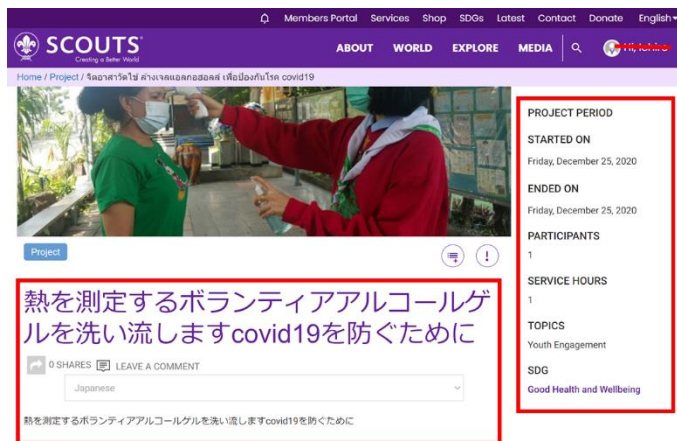 Members Portal Services Shop SDGs Latest Contact Donate English
SCOUTS
Creating a Better World
ABOUT WORLD EXPLORE MEDIA
Hi, Ichiro
Home / Project / จิตอาสาวัดไข้ ล้างเจลแอลกอฮอลล์ เพื่อป้องกันโรค covid19
Project
熱を測定するボランティアアルコールゲ
ルを洗い流しますcovid19を防ぐために
0 SHARES LEAVE A COMMENT
Japanese
熱を測定するボランティアアルコールゲルを洗い流しますcovid19を防ぐために
PROJECT PERIOD
STARTED ON
Friday, December 25, 2020
ENDED ON
Friday, December 25, 2020
PARTICIPANTS
1
SERVICE HOURS
1
TOPICS
Youth Engagement
SDG
Good Health and Wellbeing